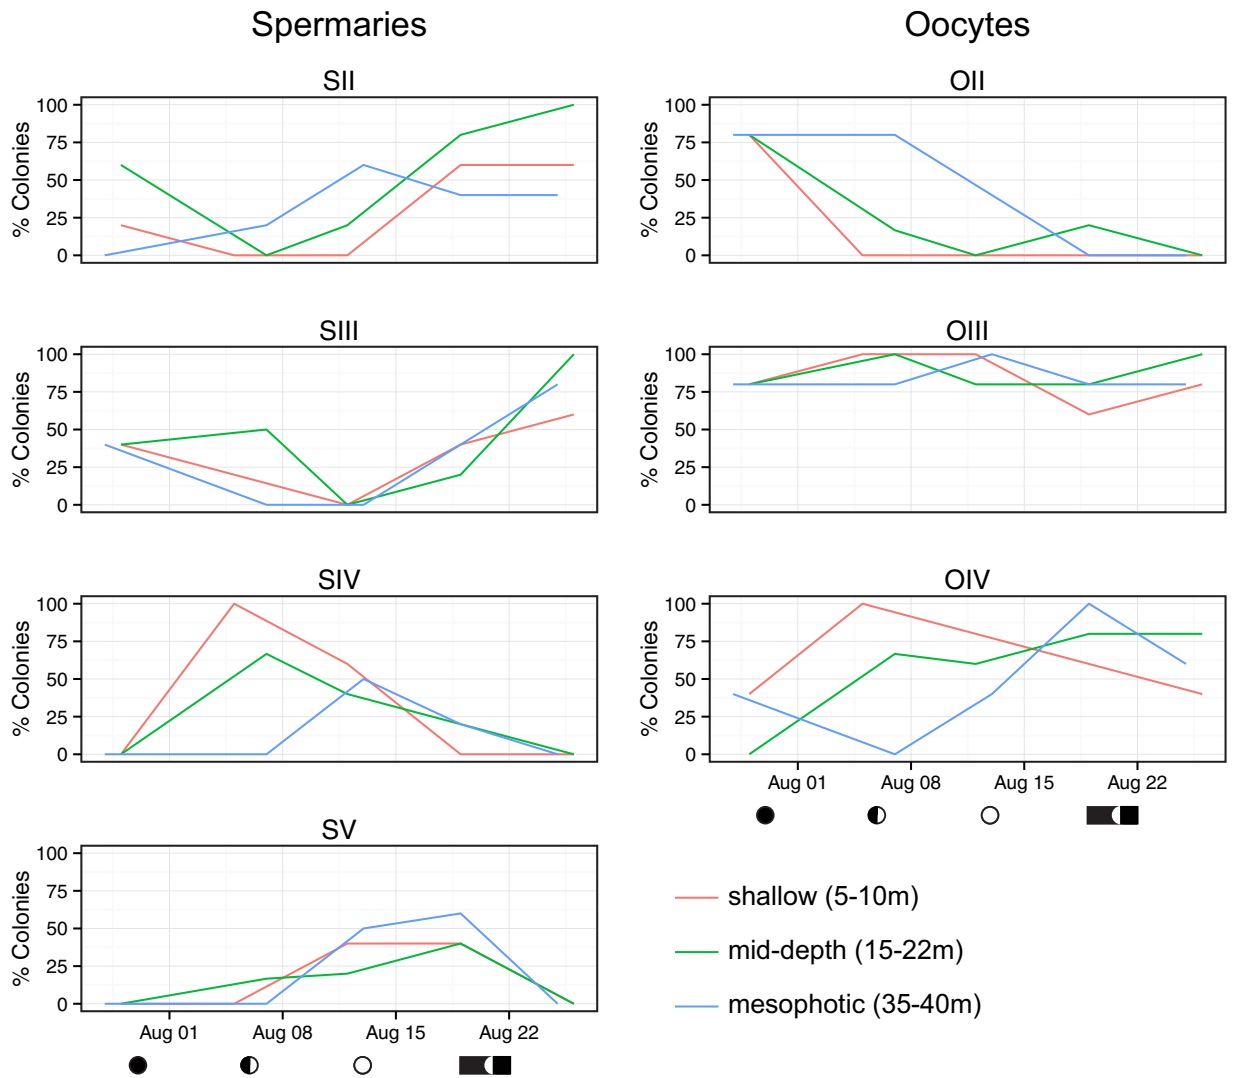 Spermaries
Oocytes
SII
100
75
50
25
0
% Colonies
OII
100
75
50
25
0
% Colonies
SIII
100
75
50
25
0
% Colonies
OIII
100
75
50
25
0
% Colonies
SIV
100
75
50
25
0
% Colonies
OIV
100
75
50
25
0
% Colonies
Aug 01 Aug 08 Aug 15 Aug 22
SV
100
75
50
25
0
% Colonies
Aug 01 Aug 08 Aug 15 Aug 22
shallow (5-10m)
mid-depth (15-22m)
mesophotic (35-40m)